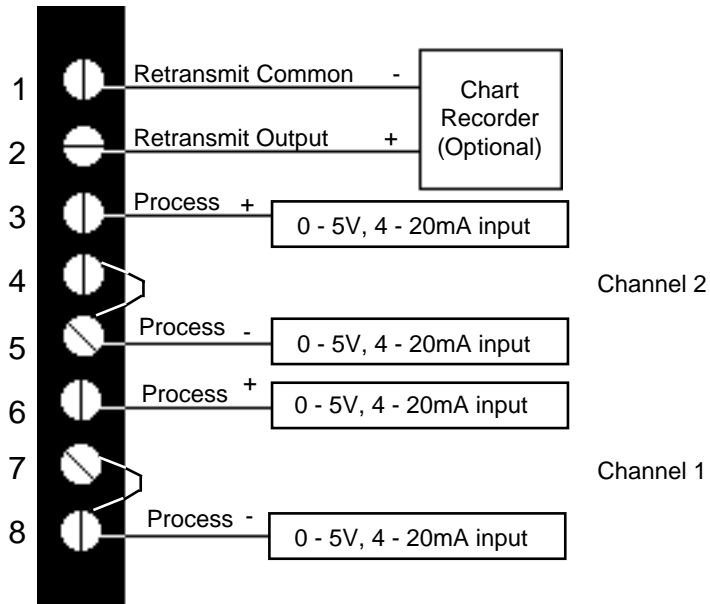 1
Retransmit Common -
Chart
Recorder
(Optional)
2
Retransmit Output +
3
Process +
0 - 5V, 4 - 20mA input
4
Channel 2
5
Process -
0 - 5V, 4 - 20mA input
6
Process +
0 - 5V, 4 - 20mA input
7
Channel 1
8
Process -
0 - 5V, 4 - 20mA input